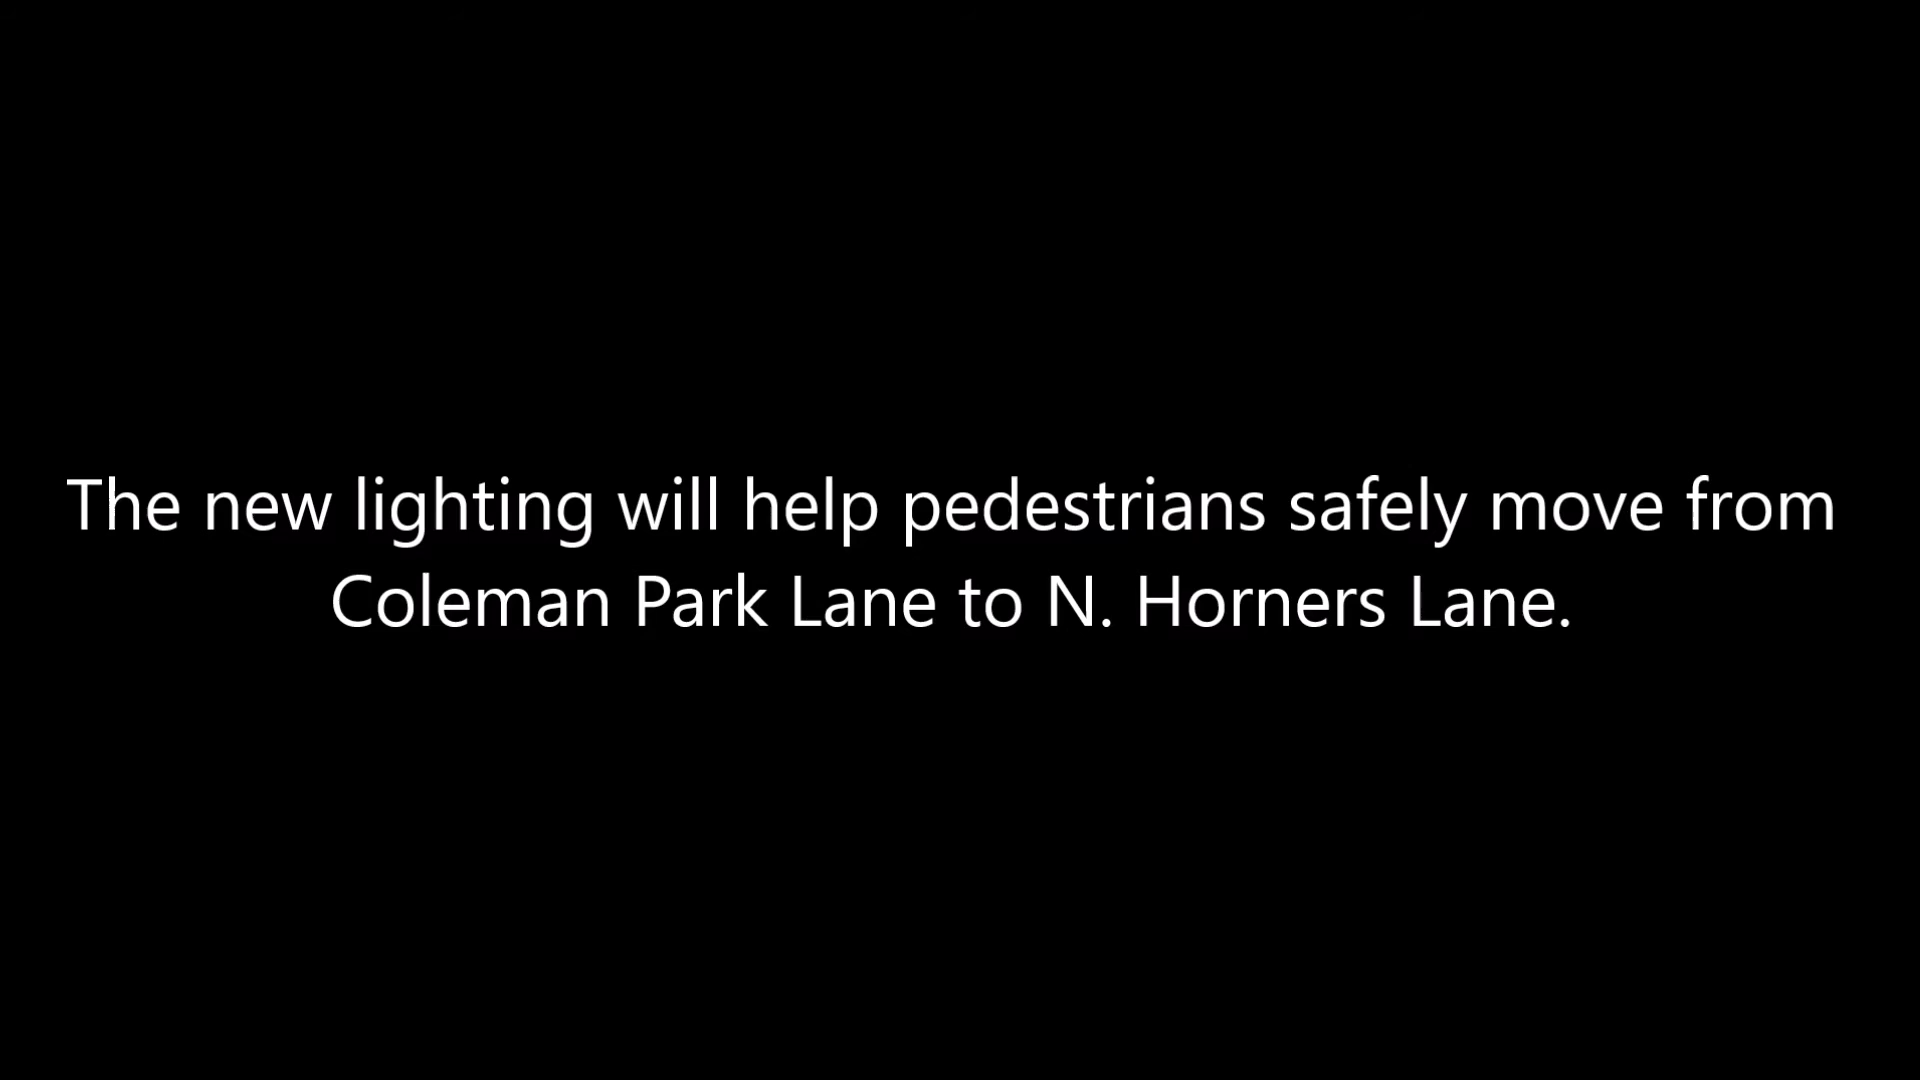 The new lighting will help pedestrians safely move from
Coleman Park Lane to N. Horners Lane.